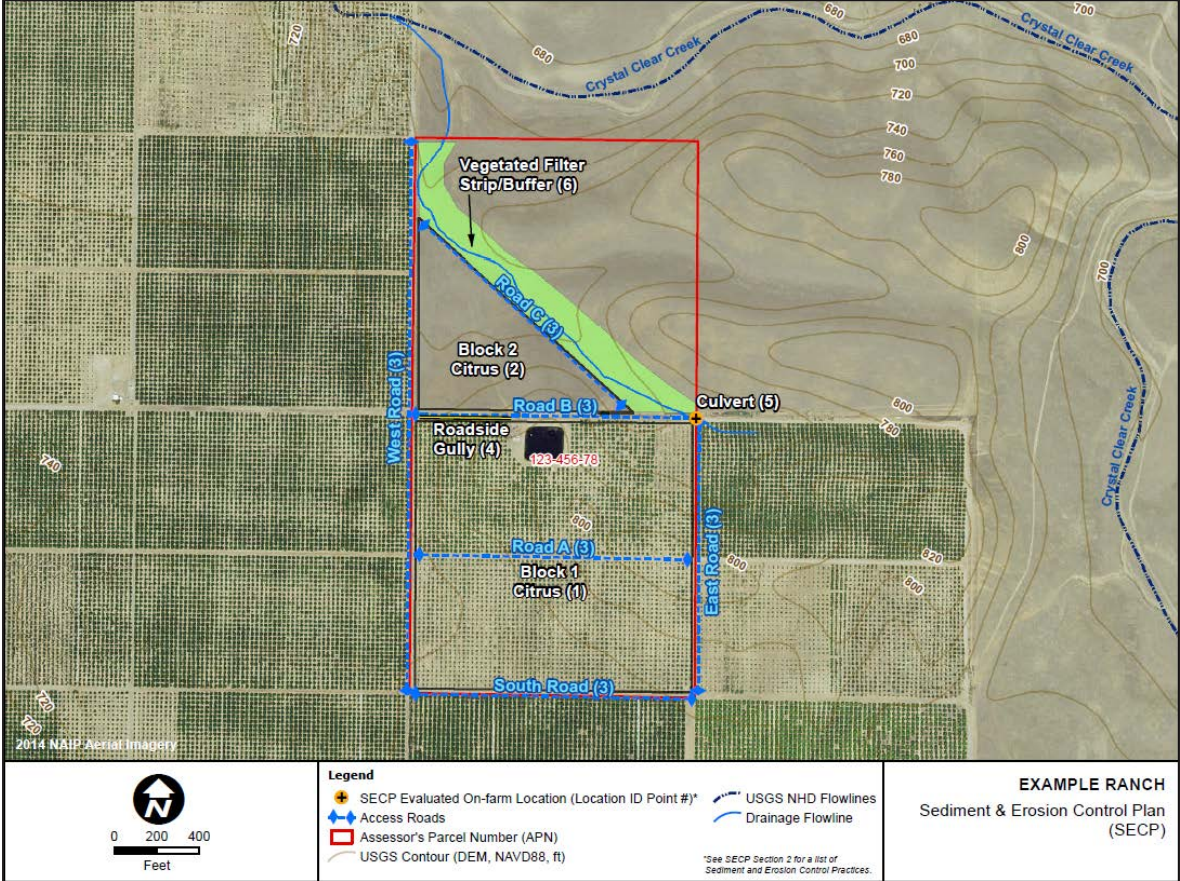 720
680
680
700
Crystal Clear Creek
Crystal Clear Creek
680
700
720
740
760
780
800
700
Vegetated Filter
Strip/Buffer (6)
Road C (3)
Block 2
Citrus (2)
West Road (3)
Road B (3)
Culvert (5)
800
780
Roadside
Gully (4)
123-456-78
740
Crystal Clear Creek
800
Road A (3)
East Road (3)
800
820
800
Block 1
Citrus (1)
South Road (3)
720
720
2014 NAIP Aerial Imagery
N
0 200 400
Feet
Legend
SECP Evaluated On-farm Location (Location ID Point #)*
Access Roads
Assessor's Parcel Number (APN)
USGS Contour (DEM, NAVD88, ft)
USGS NHD Flowlines
Drainage Flowline
*See SECP Section 2 for a list of
Sediment and Erosion Control Practices.
EXAMPLE RANCH
Sediment & Erosion Control Plan
(SECP)